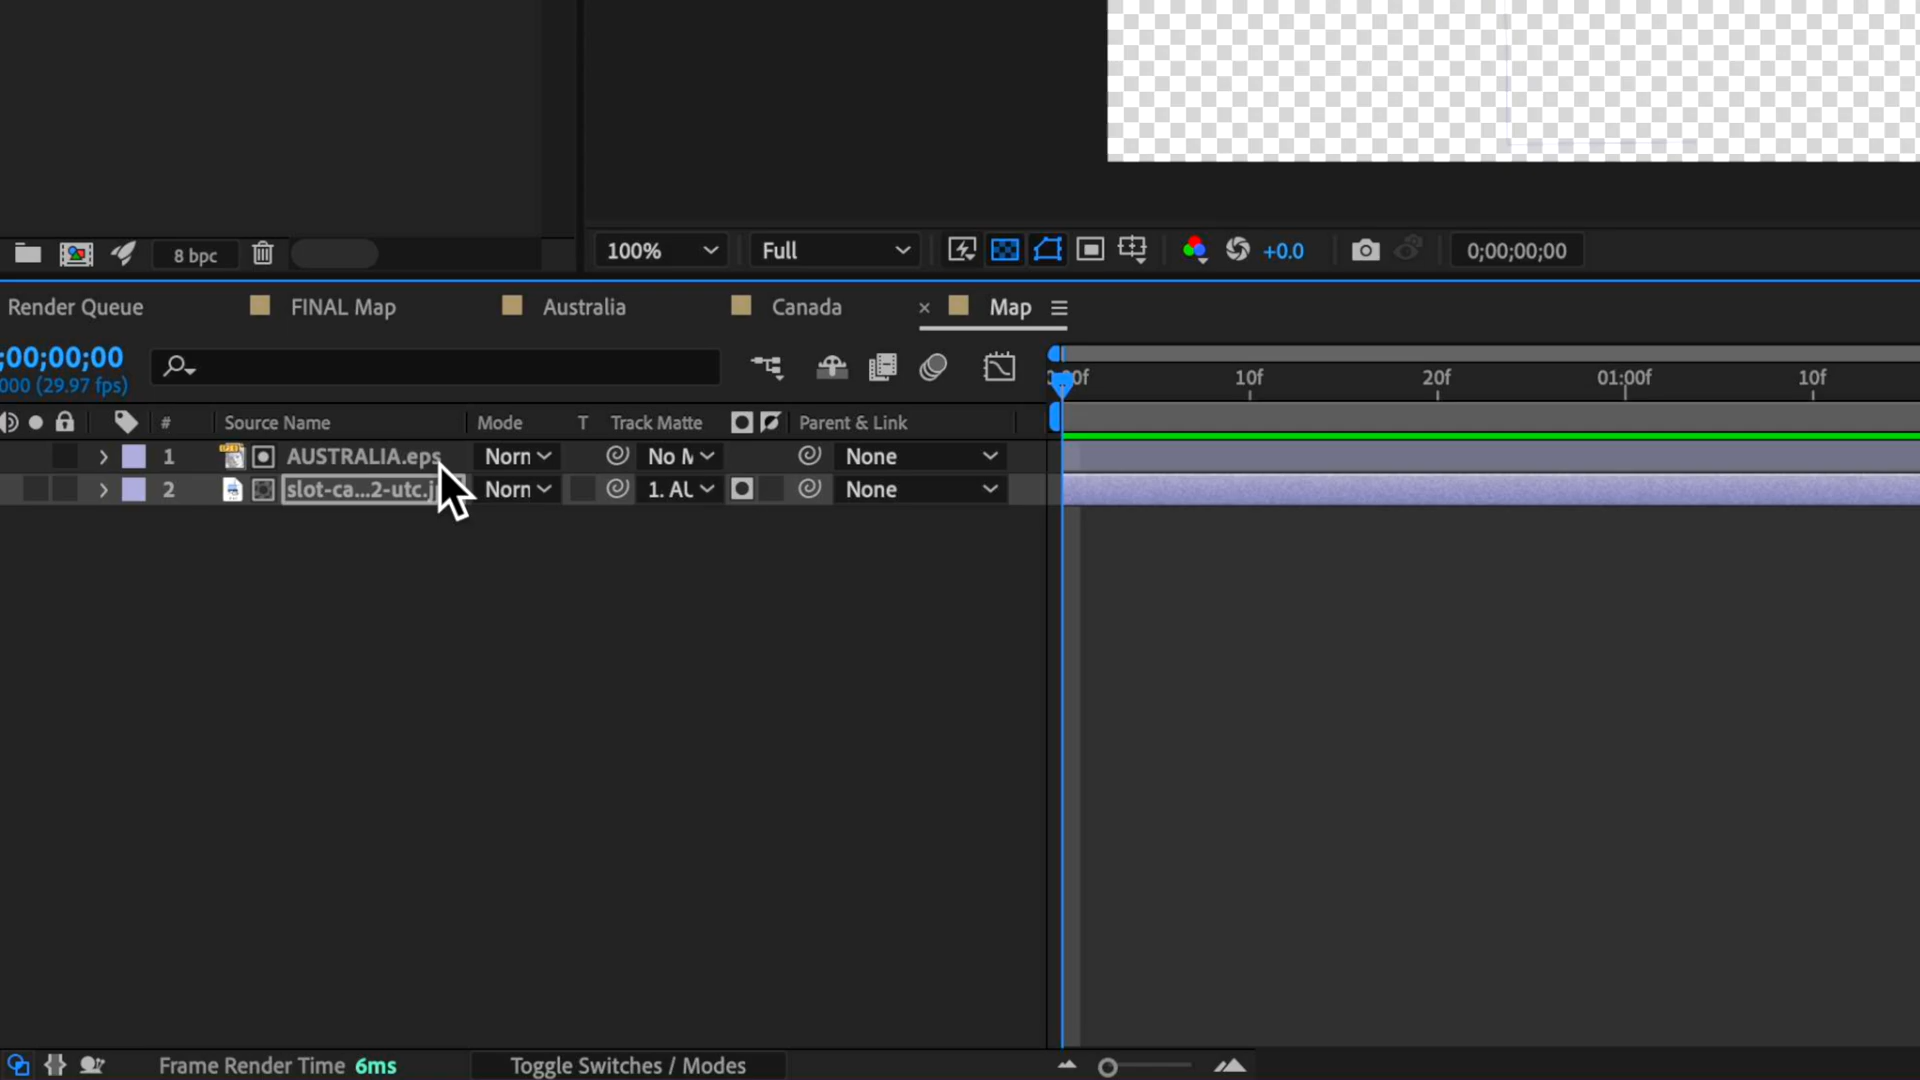 8 bpc
100% Full +0.0 0;00;00;00
Render Queue FINAL Map Australia Canada × Map
;00;00;00
000 (29.97 fps)
10f 20f 01:00f 10f
# Source Name Mode T Track Matte Parent & Link
1 AUSTRALIA.eps Norn No M None
2 slot-ca...2-utc.j Norn 1. AU None
Frame Render Time 6ms Toggle Switches / Modes